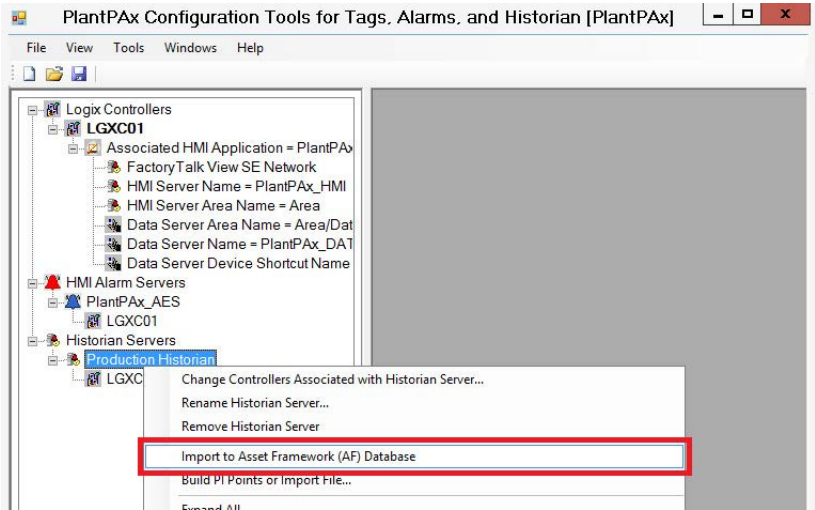 PlantPAx Configuration Tools for Tags, Alarms, and Historian [PlantPAx]
File View Tools Windows Help
Logix Controllers
LGXC01
Associated HMI Application = PlantPAx
FactoryTalk View SE Network
HMI Server Name = PlantPAx_HMI
HMI Server Area Name = Area
Data Server Area Name = Area/Dat
Data Server Name = PlantPAx_DAT
Data Server Device Shortcut Name
HMI Alarm Servers
PlantPAx_AES
LGXC01
Historian Servers
Production Historian
LGXC
Change Controllers Associated with Historian Server...
Rename Historian Server...
Remove Historian Server
Import to Asset Framework (AF) Database
Build PI Points or Import File...
Expand All